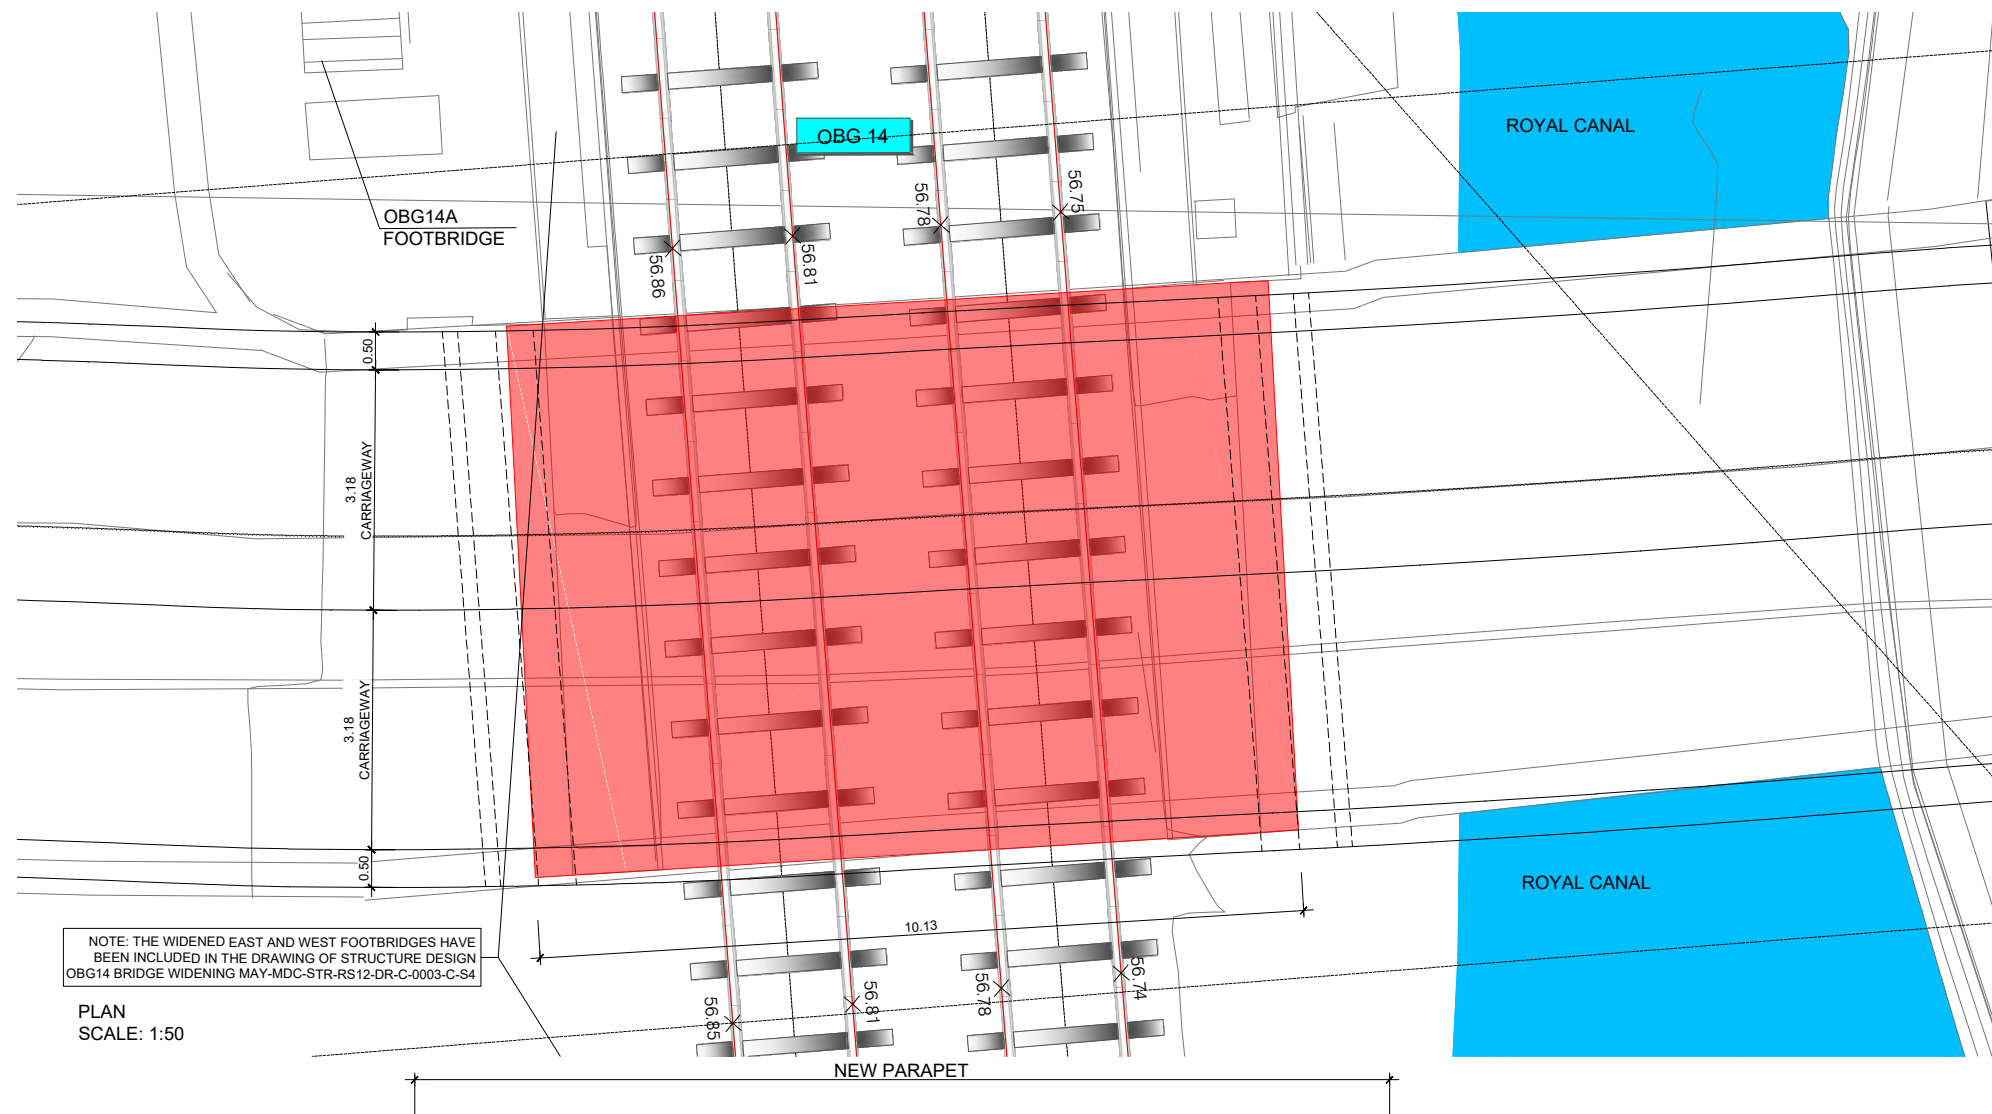 ROYAL CANAL
OBG 14
OBG14A
FOOTBRIDGE
56.86
56.81
56.78
56.75
0.50
3.18
CARRIAGEWAY
3.18
CARRIAGEWAY
0.50
ROYAL CANAL
10.13
NOTE: THE WIDENED EAST AND WEST FOOTBRIDGES HAVE
BEEN INCLUDED IN THE DRAWING OF STRUCTURE DESIGN
OBG14 BRIDGE WIDENING MAY-MDC-STR-RS12-DR-C-0003-C-S4
56.85
56.81
56.78
56.74
PLAN
SCALE: 1:50
NEW PARAPET